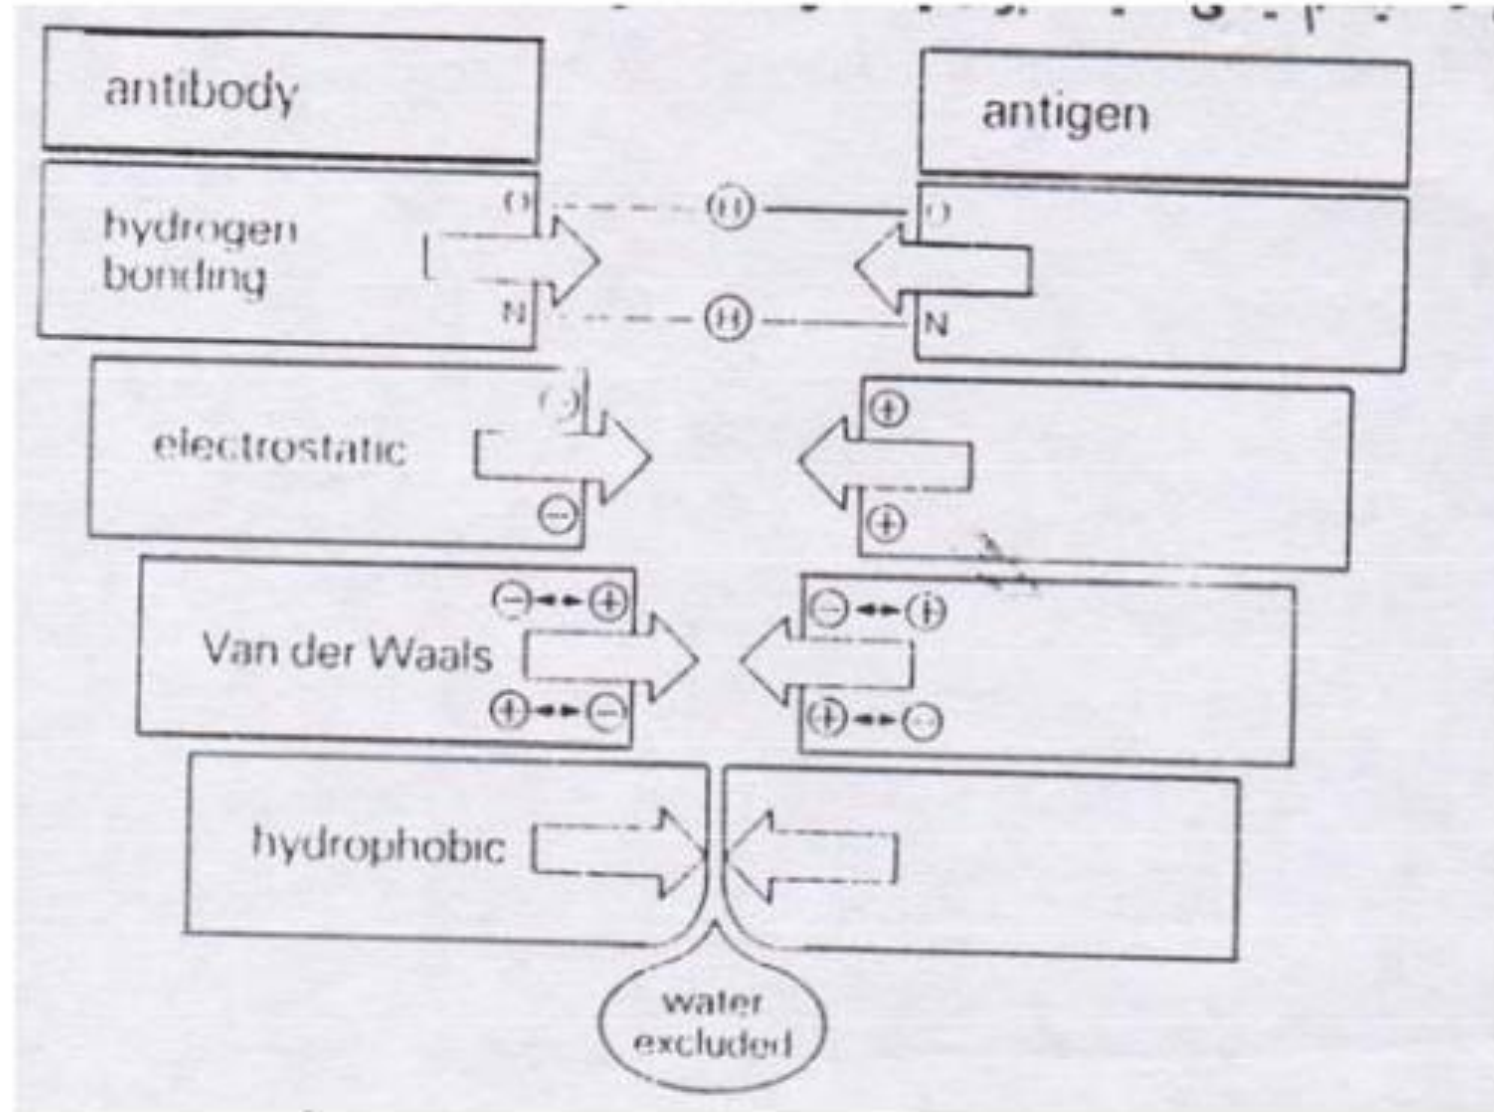 antibody
antigen
hydrogen
bonding
O
H
O
N
H
N
electrostatic
+
−
+
Van der Waals
− +
− +
+ −
+ −
hydrophobic
water
excluded